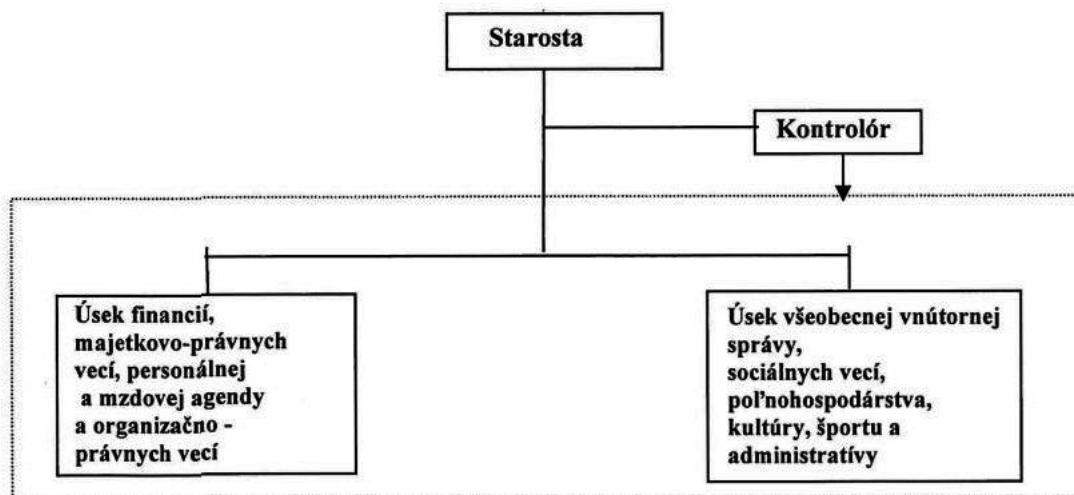 Starosta
Kontrolór
Úsek financií,
majetkovo-právnych
vecí, personálnej
a mzdovej agendy
a organizačno -
právnych vecí
Úsek všeobecnej vnútornej
správy,
sociálnych vecí,
poľnohospodárstva,
kultúry, športu a
administratívy